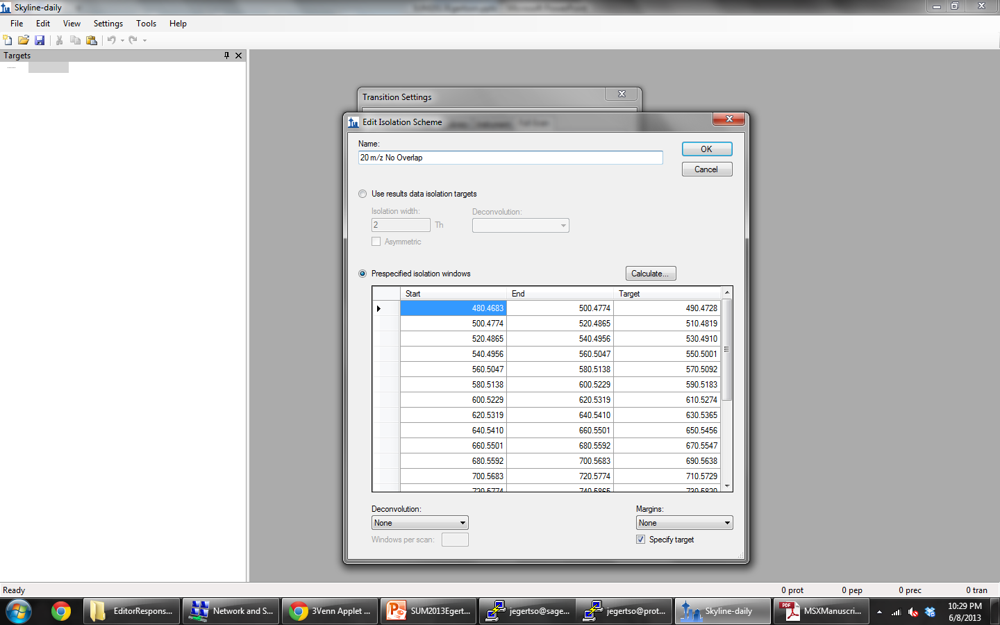 Skyline-daily
File Edit View Settings Tools Help
Targets
Transition Settings
Edit Isolation Scheme
Name:
20 m/z No Overlap
OK
Cancel
Use results data isolation targets
Isolation width: Deconvolution:
2 Th
Asymmetric
Prespecified isolation windows Calculate...
Start End Target
480.4683 500.4774 490.4728
500.4774 520.4865 510.4819
520.4865 540.4956 530.4910
540.4956 560.5047 550.5001
560.5047 580.5138 570.5092
580.5138 600.5229 590.5183
600.5229 620.5319 610.5274
620.5319 640.5410 630.5365
640.5410 660.5501 650.5456
660.5501 680.5592 670.5547
680.5592 700.5683 690.5638
700.5683 720.5774 710.5729
720.5774 740.5865 730.5820
Deconvolution: Margins:
None None
Windows per scan: Specify target
Ready 0 prot 0 pep 0 prec 0 tran
EditorRespons... Network and S... 3Venn Applet ... SUM2013Egert... jegertso@sage... jegertso@prot... Skyline-daily PDF MSXManuscri... 10:29 PM
6/8/2013